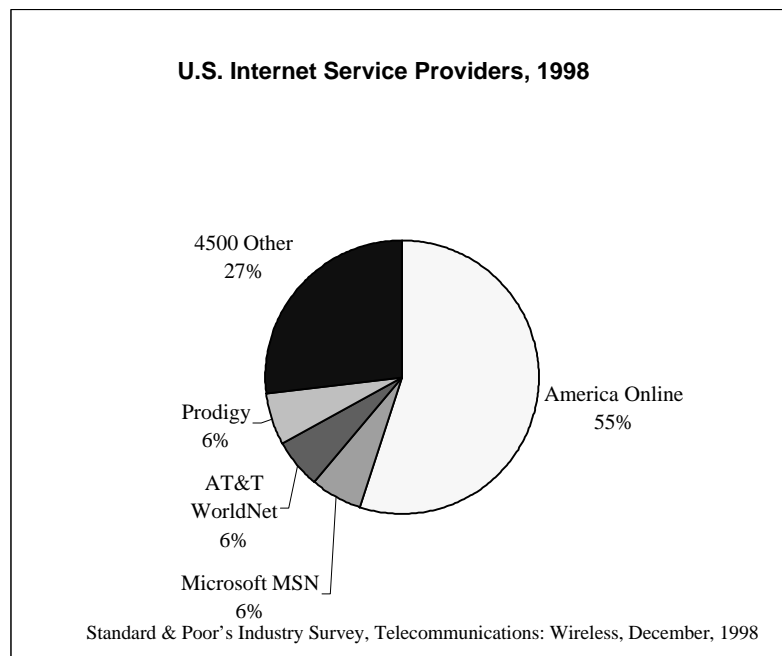 U.S. Internet Service Providers, 1998
4500 Other
27%
America Online
55%
Prodigy
6%
AT&T
WorldNet
6%
Microsoft MSN
6%
Standard & Poor's Industry Survey, Telecommunications: Wireless, December, 1998